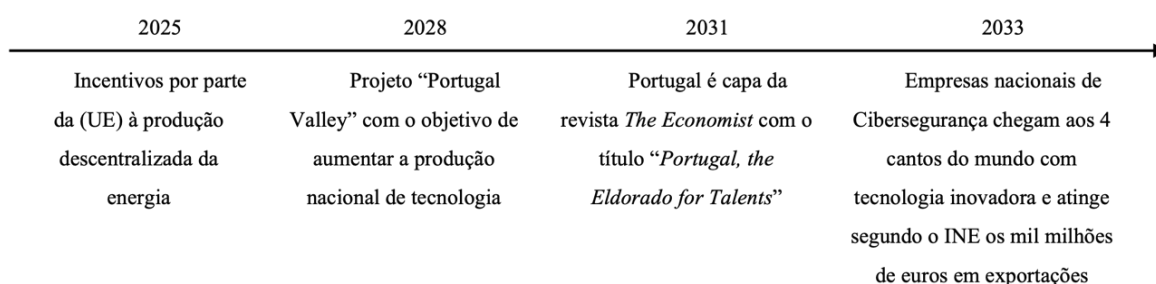 2025
2028
2031
2033
Incentivos por parte
da (UE) à produção
descentralizada da
energia
Projeto “Portugal
Valley” com o objetivo de
aumentar a produção
nacional de tecnologia
Portugal é capa da
revista The Economist com o
título “Portugal, the
Eldorado for Talents”
Empresas nacionais de
Cibersegurança chegam aos 4
cantos do mundo com
tecnologia inovadora e atinge
segundo o INE os mil milhões
de euros em exportações